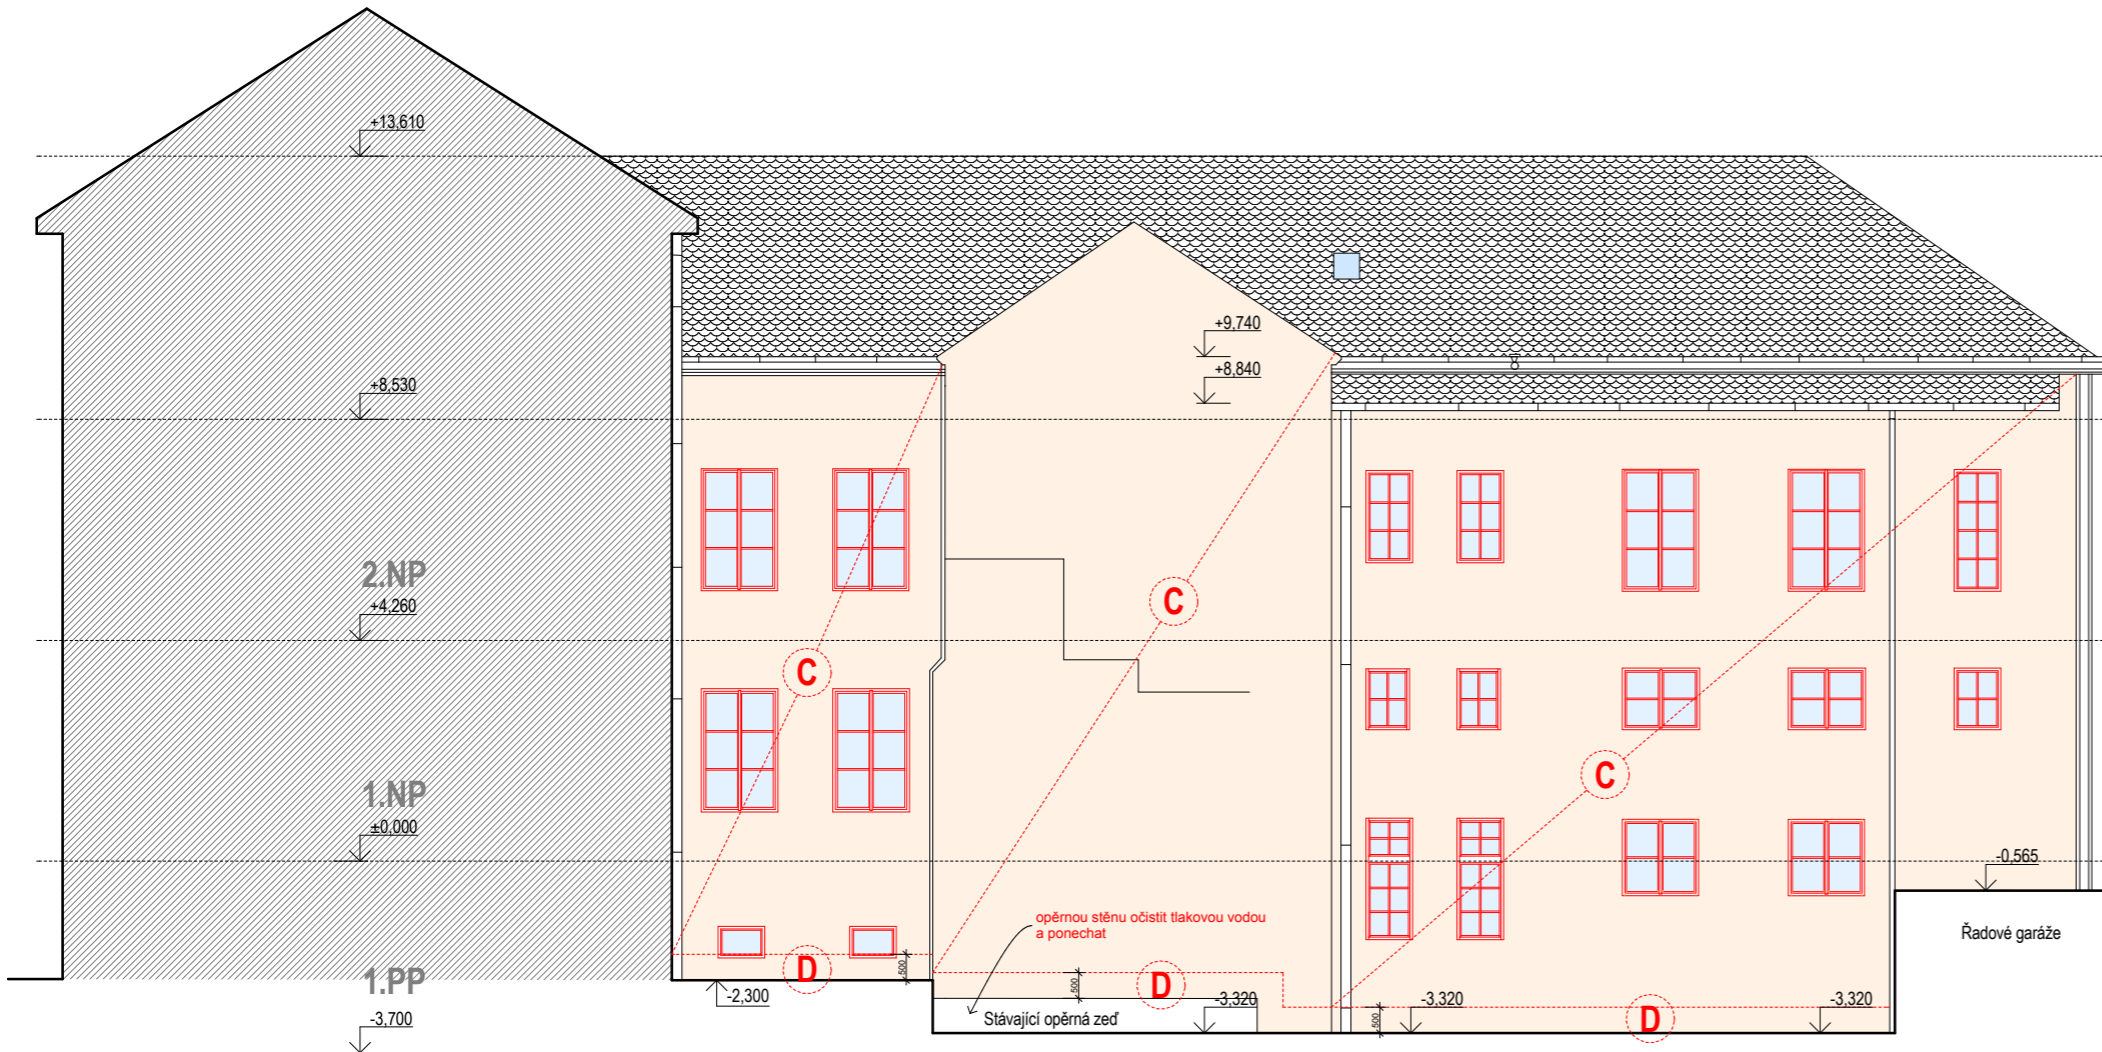 +13,610
+9,740
+8,840
+8,530
2.NP
+4,260
C
C
C
1.NP
±0,000
-0,565
opěrnou stěnu očistit tlakovou vodou
a ponechat
Řadové garáže
D
500
1.PP
-2,300
D
500
-3,320
Stávající opěrná zeď
-3,320
500
D
-3,320
-3,700